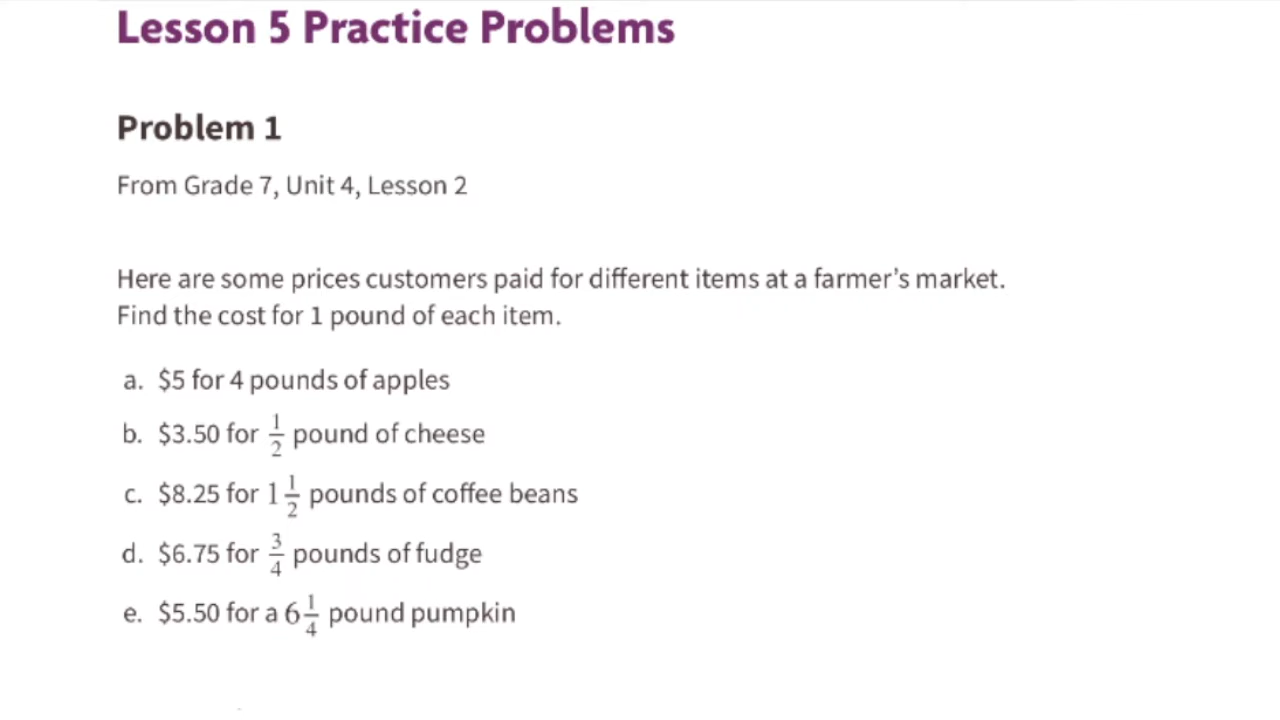 Lesson 5 Practice Problems
Problem 1
From Grade 7, Unit 4, Lesson 2
Here are some prices customers paid for different items at a farmer’s market.
Find the cost for 1 pound of each item.
a. $5 for 4 pounds of apples
b. $3.50 for 1/2 pound of cheese
c. $8.25 for 1 1/2 pounds of coffee beans
d. $6.75 for 3/4 pounds of fudge
e. $5.50 for a 6 1/4 pound pumpkin